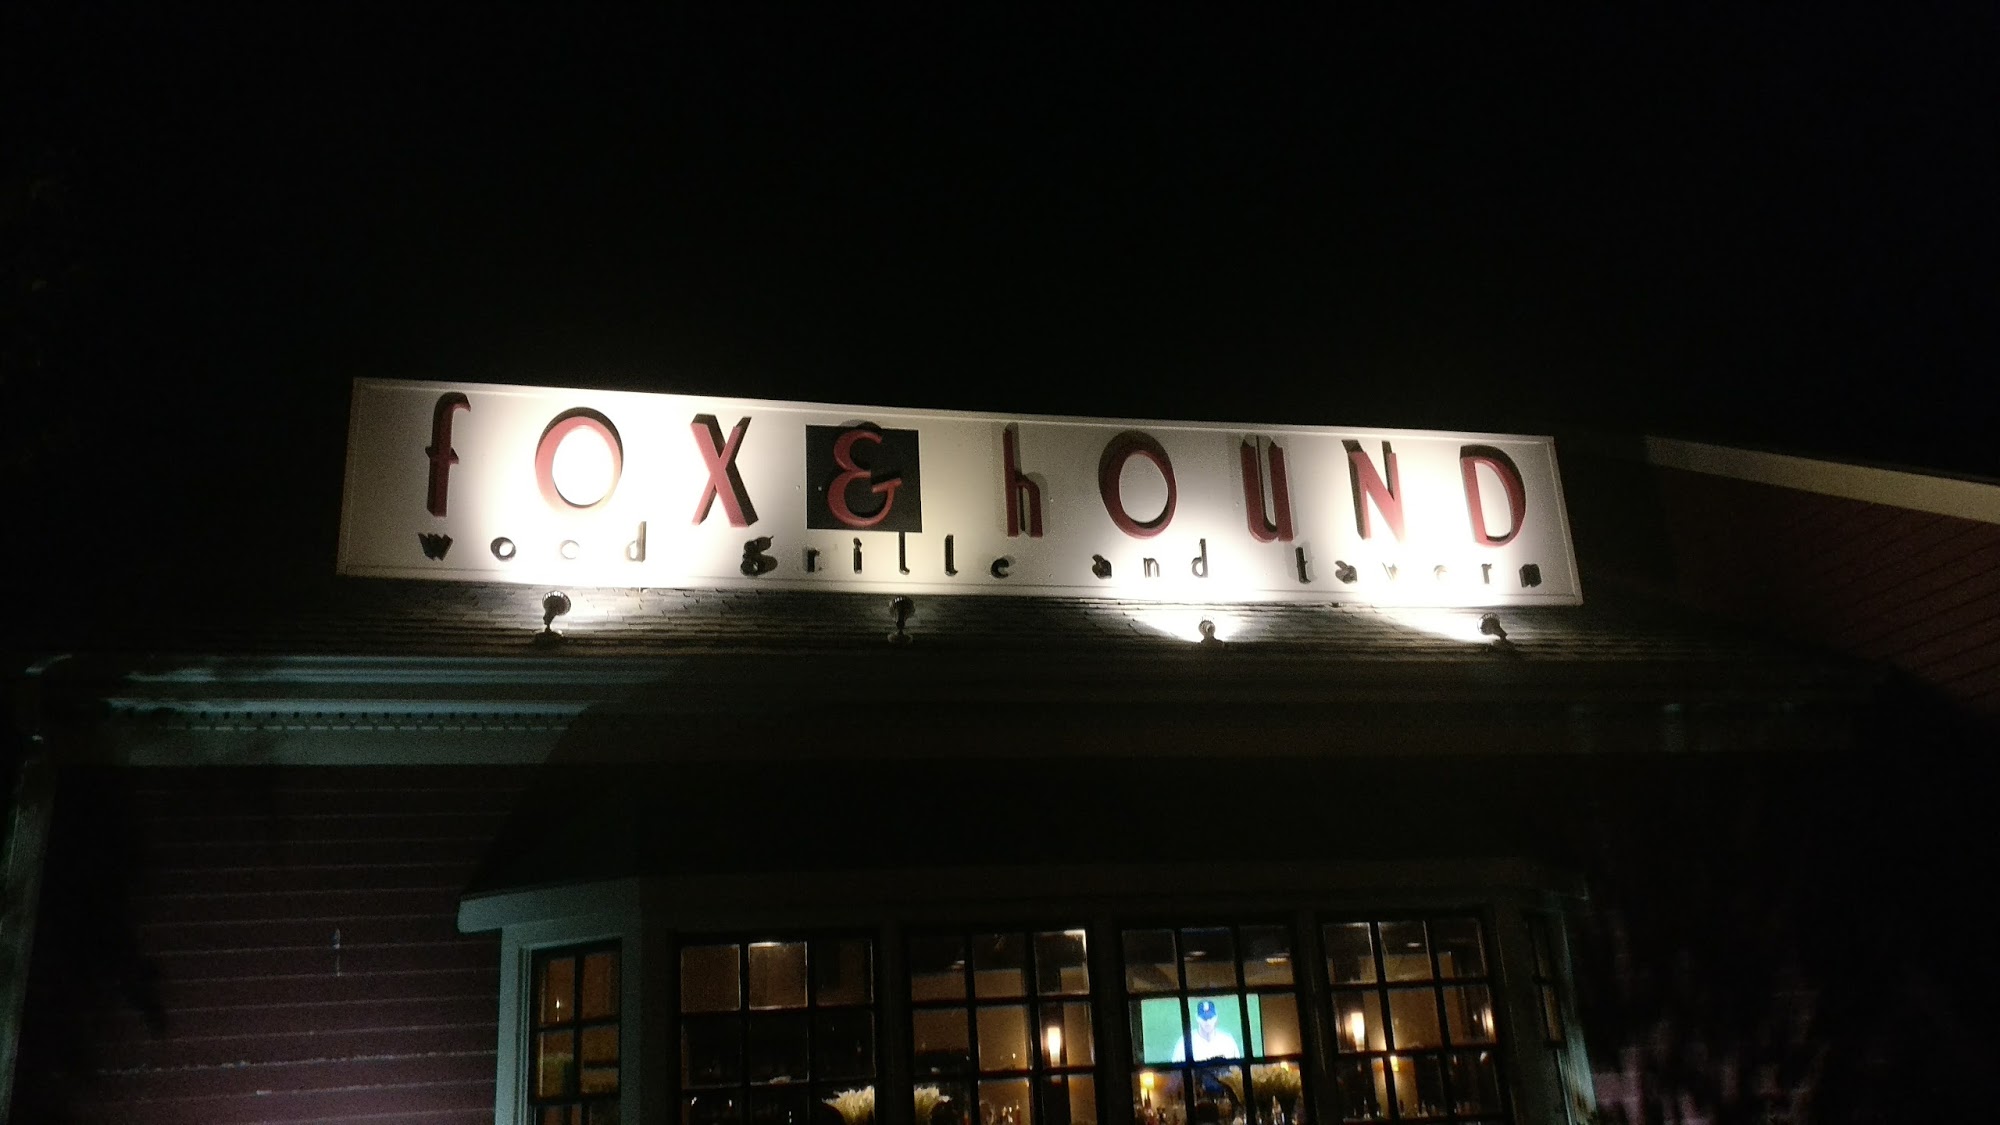 fOX & hOUND
wood grille and tavern